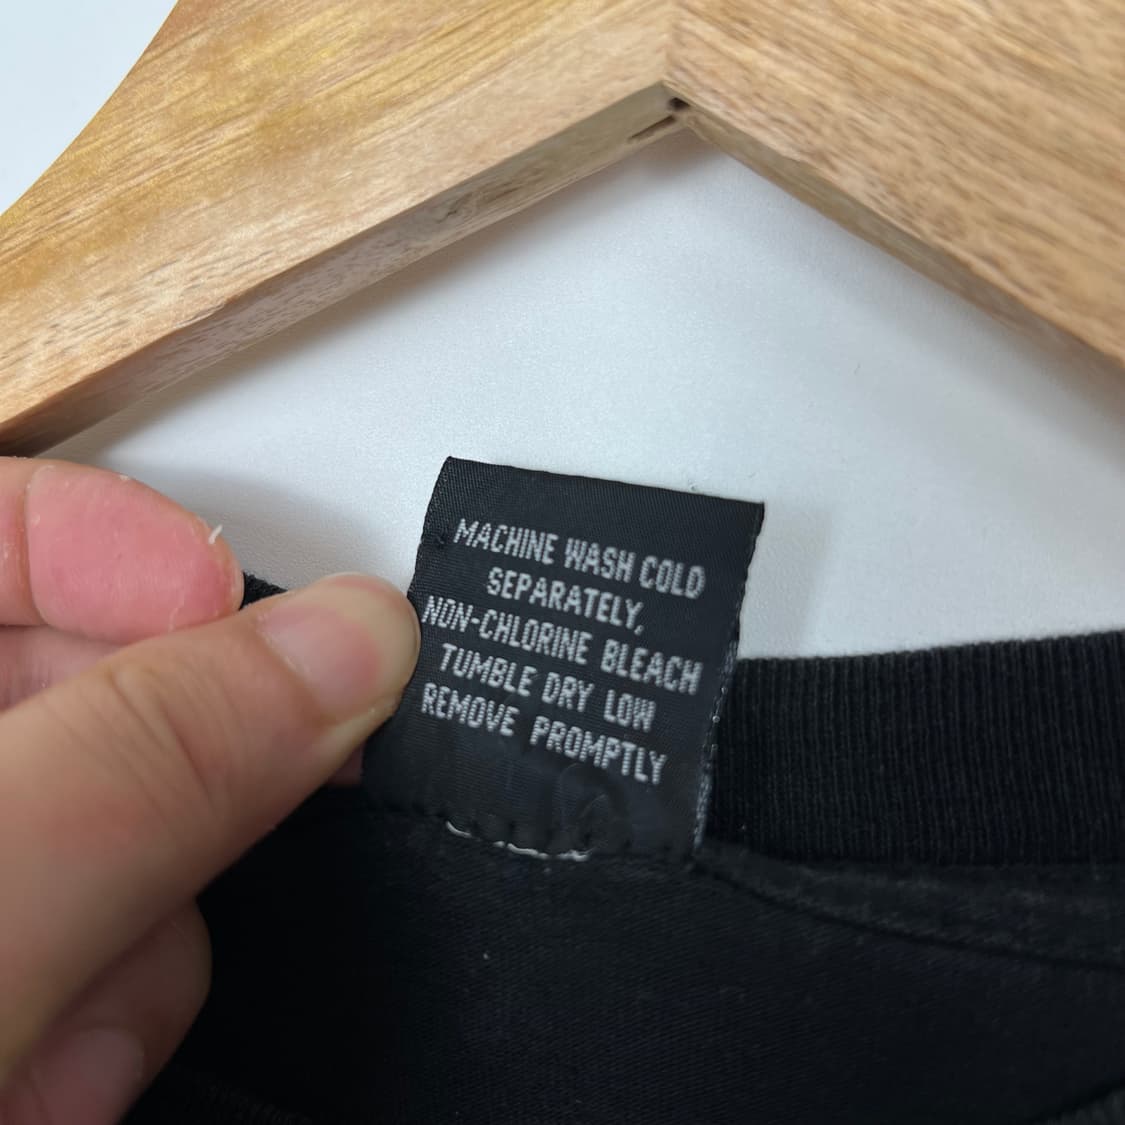 MACHINE WASH COLD
SEPARATELY,
NON-CHLORINE BLEACH
TUMBLE DRY LOW
REMOVE PROMPTLY